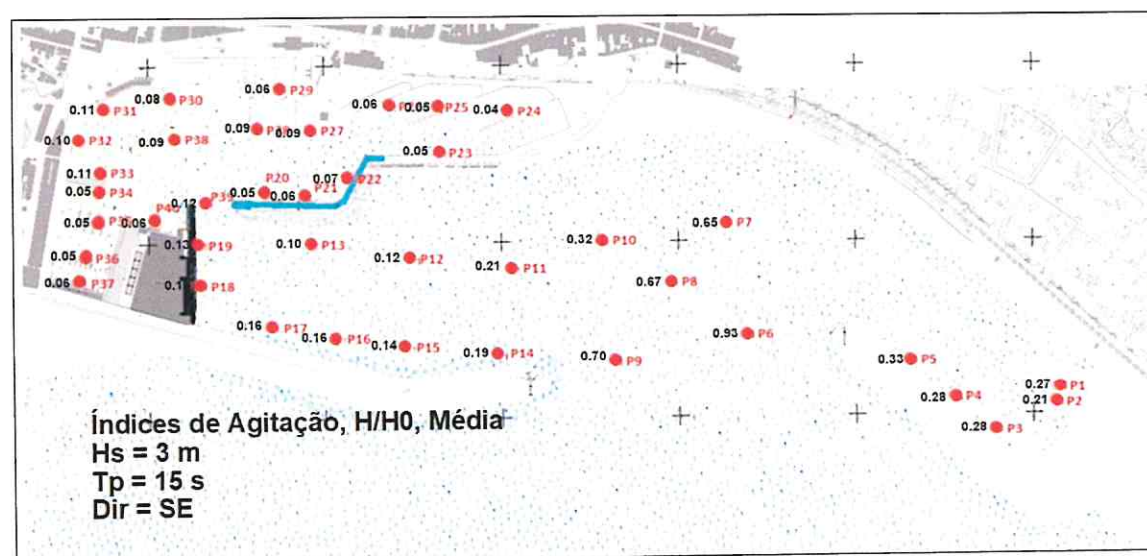 0.06 P29
0.08 P30
0.11 P31
0.06
0.05 P25
0.04 P24
0.09
0.09 P27
0.10 P32
0.09 P38
0.05 P23
0.11 P33
0.07 P22
0.05 P34
P20
0.05
0.06 P21
0.12 P39
0.05 P35
0.06 P40
0.65 P7
0.13 P19
0.10 P13
0.32 P10
0.05 P36
0.12 P12
0.21 P11
0.06 P37
P18
0.67 P8
0.16 P17
0.16 P16
0.14 P15
0.19 P14
0.93 P6
0.70 P9
0.33 P5
0.27 P1
0.28 P4
0.21 P2
0.28 P3
Índices de Agitação, H/H0, Média
Hs = 3 m
Tp = 15 s
Dir = SE